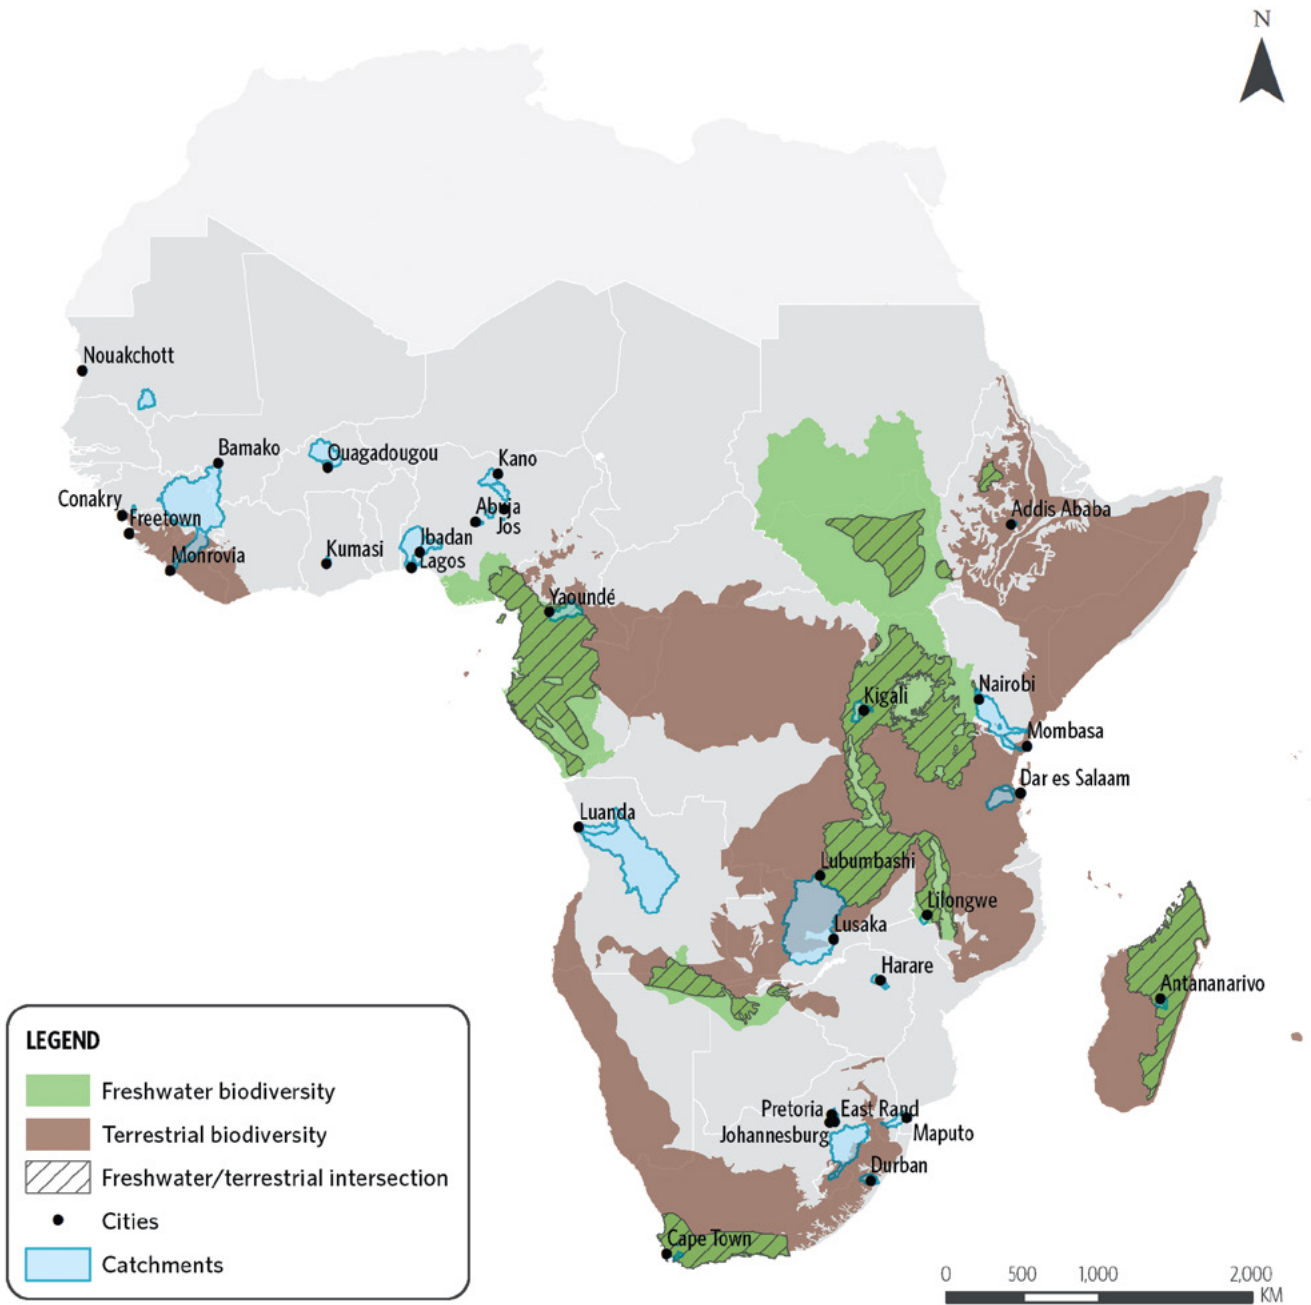 N
Nouakchott
Bamako
Ouagadougou
Kano
Conakry
Freetown
Abuja
Jos
Addis Ababa
Monrovia
Kumasi
Ibadan
Lagos
Yaoundé
Kigali
Nairobi
Mombasa
Dar es Salaam
Luanda
Lubumbashi
Lilongwe
Lusaka
Harare
Antananarivo
Pretoria
East Rand
Johannesburg
Maputo
Durban
Cape Town
LEGEND
Freshwater biodiversity
Terrestrial biodiversity
Freshwater/terrestrial intersection
Cities
Catchments
0 500 1,000 2,000
KM